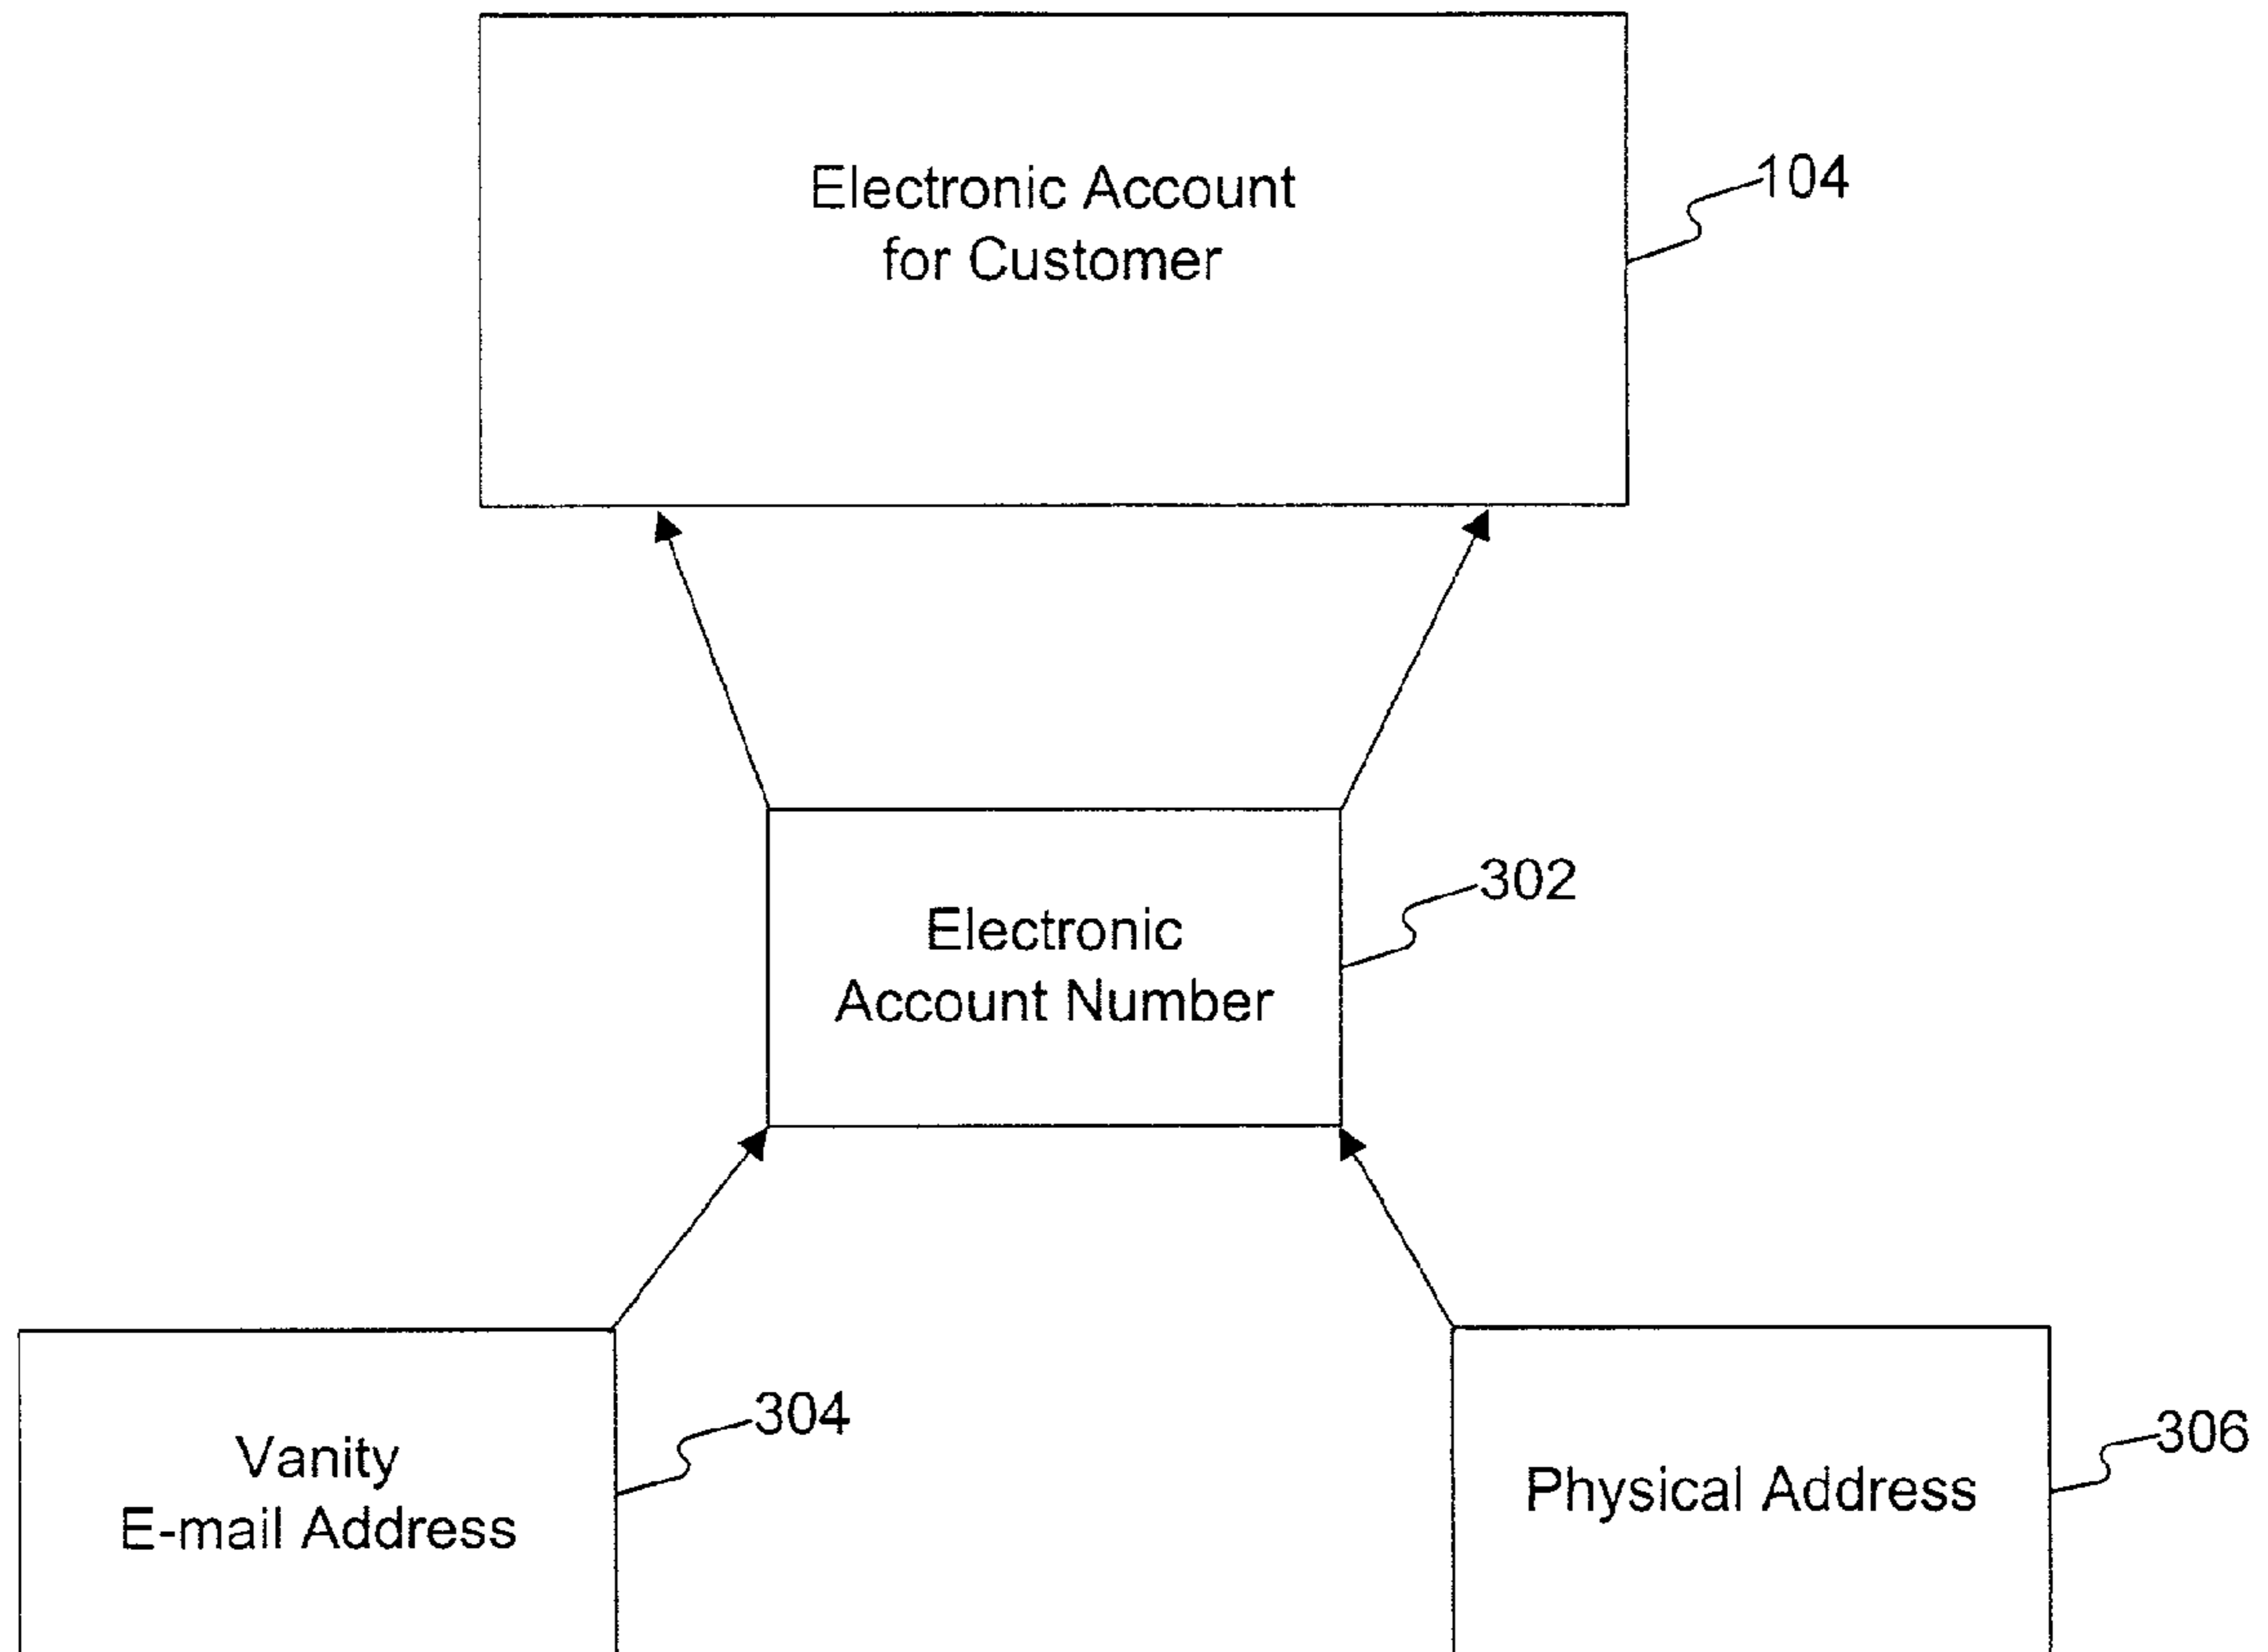 Electronic Account
for Customer
104
302
Electronic
Account Number
304
Vanity
E-mail Address
306
Physical Address